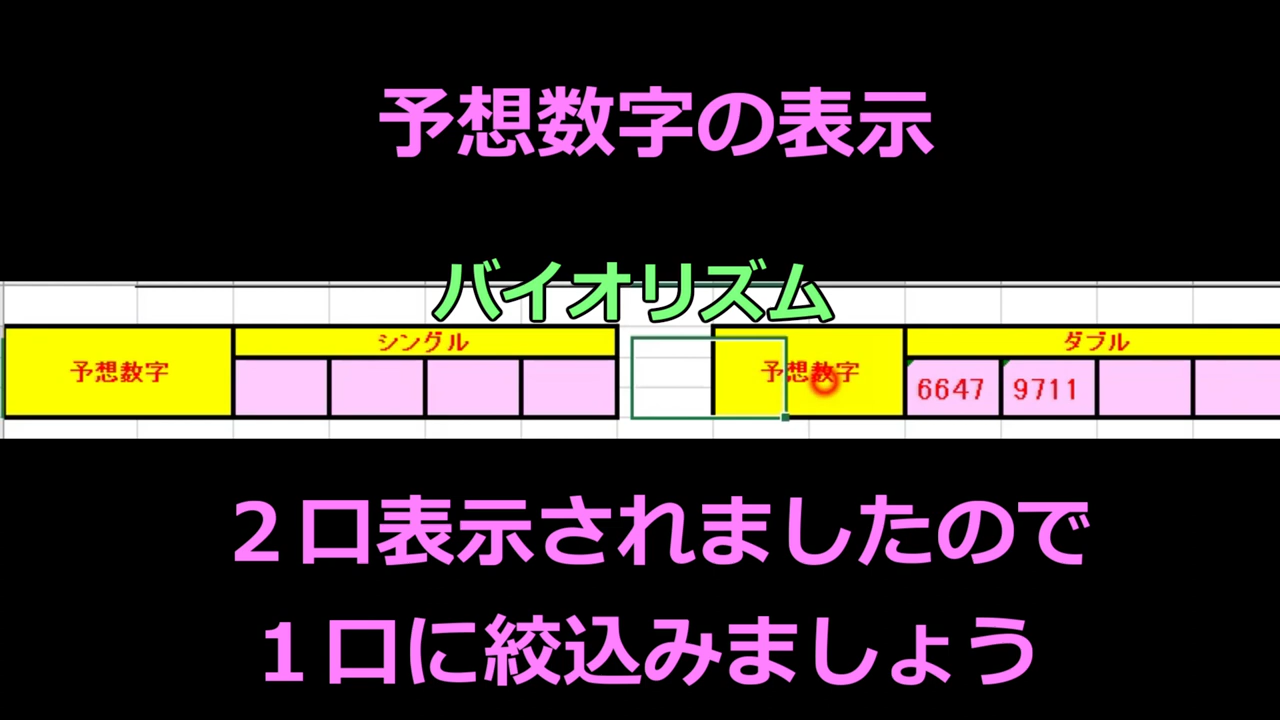 予想数字の表示
バイオリズム
シングル
ダブル
予想数字
予想数字
6647
9711
２口表示されましたので
１口に絞込みましょう